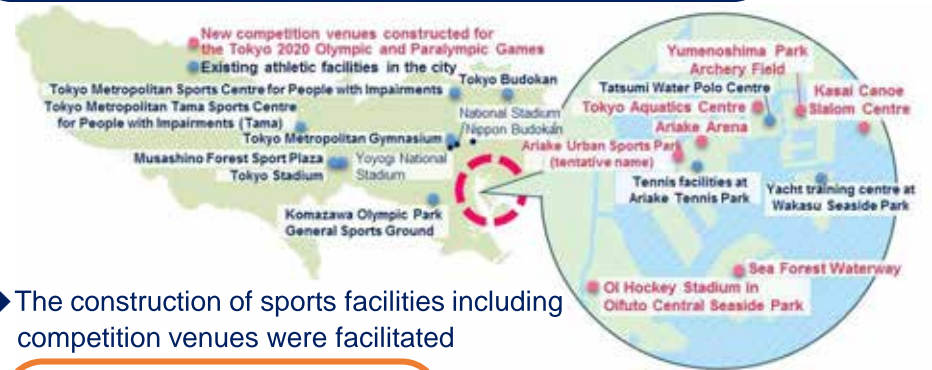 New competition venues constructed for
the Tokyo 2020 Olympic and Paralympic Games
Existing athletic facilities in the city
Tokyo Metropolitan Sports Centre for People with Impairments
Tokyo Budokan
Tokyo Metropolitan Tama Sports Centre
for People with Impairments (Tama)
National Stadium
Tokyo Metropolitan Gymnasium
/Nippon Budokan
Musashino Forest Sport Plaza
Tokyo Stadium
Yoyogi National
Stadium
Komazawa Olympic Park
General Sports Ground
Yumenoshima Park
Archery Field
Tatsumi Water Polo Centre
Kasai Canoe
Slalom Centre
Tokyo Aquatics Centre
Ariake Arena
Ariake Urban Sports Park
(tentative name)
Tennis facilities at
Ariake Tennis Park
Yacht training centre at
Wakasu Seaside Park
Sea Forest Waterway
OI Hockey Stadium in
Oifuto Central Seaside Park
The construction of sports facilities including
competition venues were facilitated